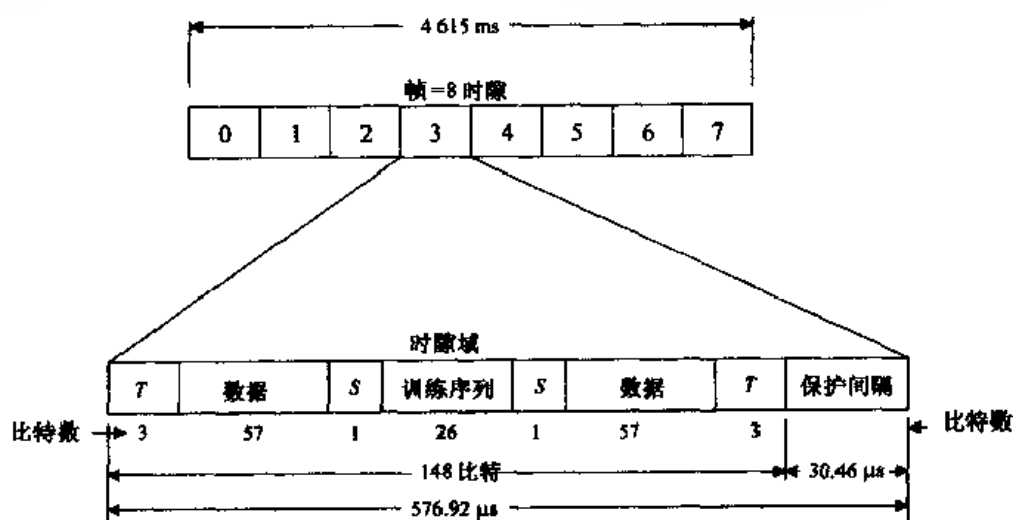 4 615 ms
帧=8 时隙
0 1 2 3 4 5 6 7
时隙域
T 数据 S 训练序列 S 数据 T 保护间隔
比特数 3 57 1 26 1 57 3 比特数
148 比特 30.46 μs
576.92 μs